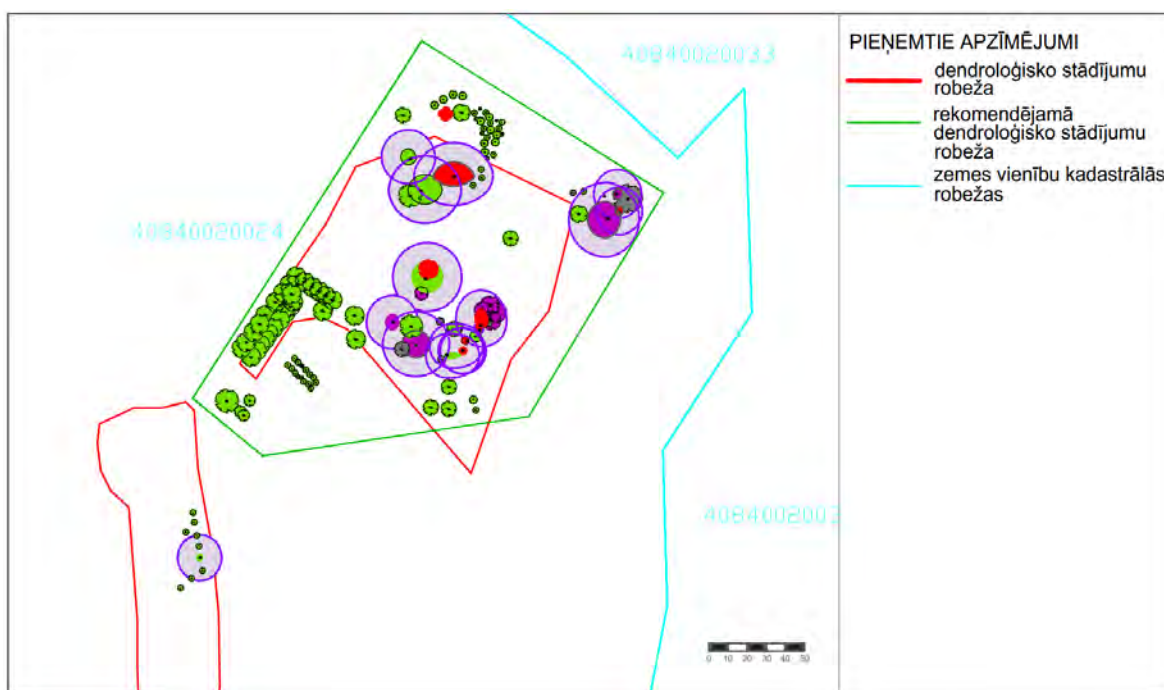 40840020033
40840020024
4084002003
0 10 20 30 40 50
PIEŅEMTIE APZĪMĒJUMI
dendroloģisko stādījumu
robeža
rekomendējamā
dendroloģisko stādījumu
robeža
zemes vienību kadastrālās
robežas